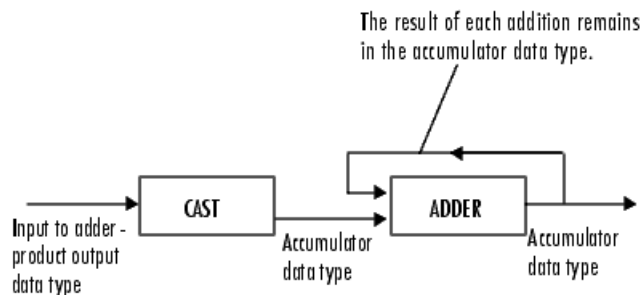 The result of each addition remains
in the accumulator data type.
CAST
ADDER
Input to adder -
product output
data type
Accumulator
data type
Accumulator
data type